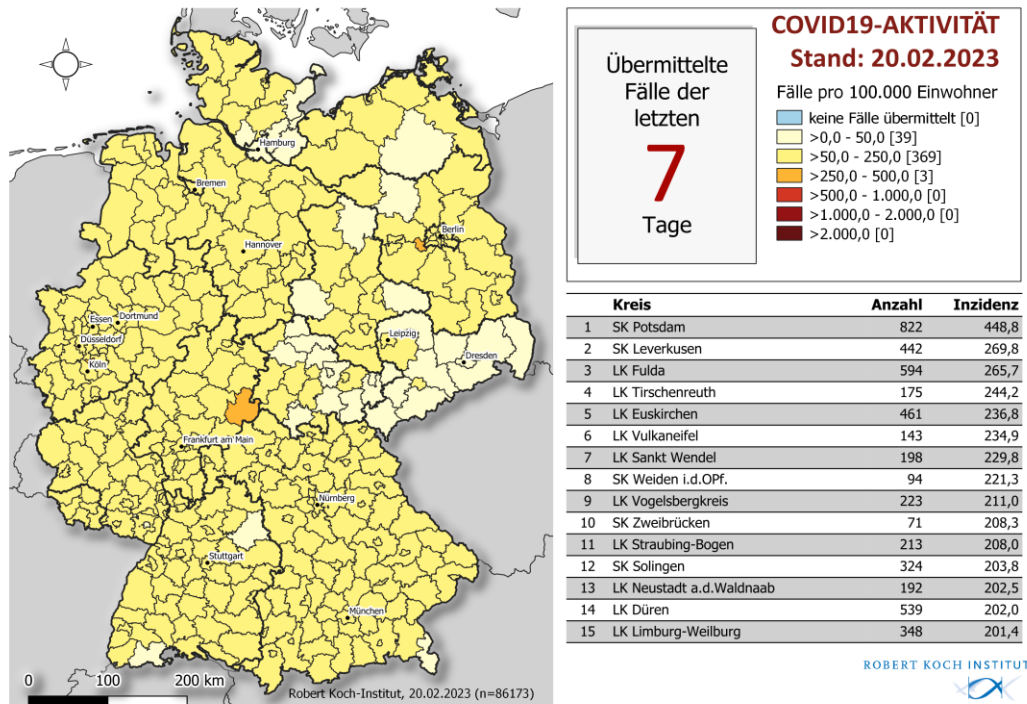 Hamburg
Bremen
Berlin
Hannover
Essen
Dortmund
Düsseldorf
Leipzig
Köln
Dresden
Frankfurt am Main
Nürnberg
Stuttgart
München
0 100 200 km
Robert Koch-Institut, 20.02.2023 (n=86173)
Übermittelte
Fälle der
letzten
7
Tage
COVID19-AKTIVITÄT
Stand: 20.02.2023
Fälle pro 100.000 Einwohner
keine Fälle übermittelt [0]
>0,0 - 50,0 [39]
>50,0 - 250,0 [369]
>250,0 - 500,0 [3]
>500,0 - 1.000,0 [0]
>1.000,0 - 2.000,0 [0]
>2.000,0 [0]
Kreis Anzahl Inzidenz
1 SK Potsdam 822 448,8
2 SK Leverkusen 442 269,8
3 LK Fulda 594 265,7
4 LK Tirschenreuth 175 244,2
5 LK Euskirchen 461 236,8
6 LK Vulkaneifel 143 234,9
7 LK Sankt Wendel 198 229,8
8 SK Weiden i.d.OPf. 94 221,3
9 LK Vogelsbergkreis 223 211,0
10 SK Zweibrücken 71 208,3
11 LK Straubing-Bogen 213 208,0
12 SK Solingen 324 203,8
13 LK Neustadt a.d.Waldnaab 192 202,5
14 LK Düren 539 202,0
15 LK Limburg-Weilburg 348 201,4
ROBERT KOCH INSTITUT